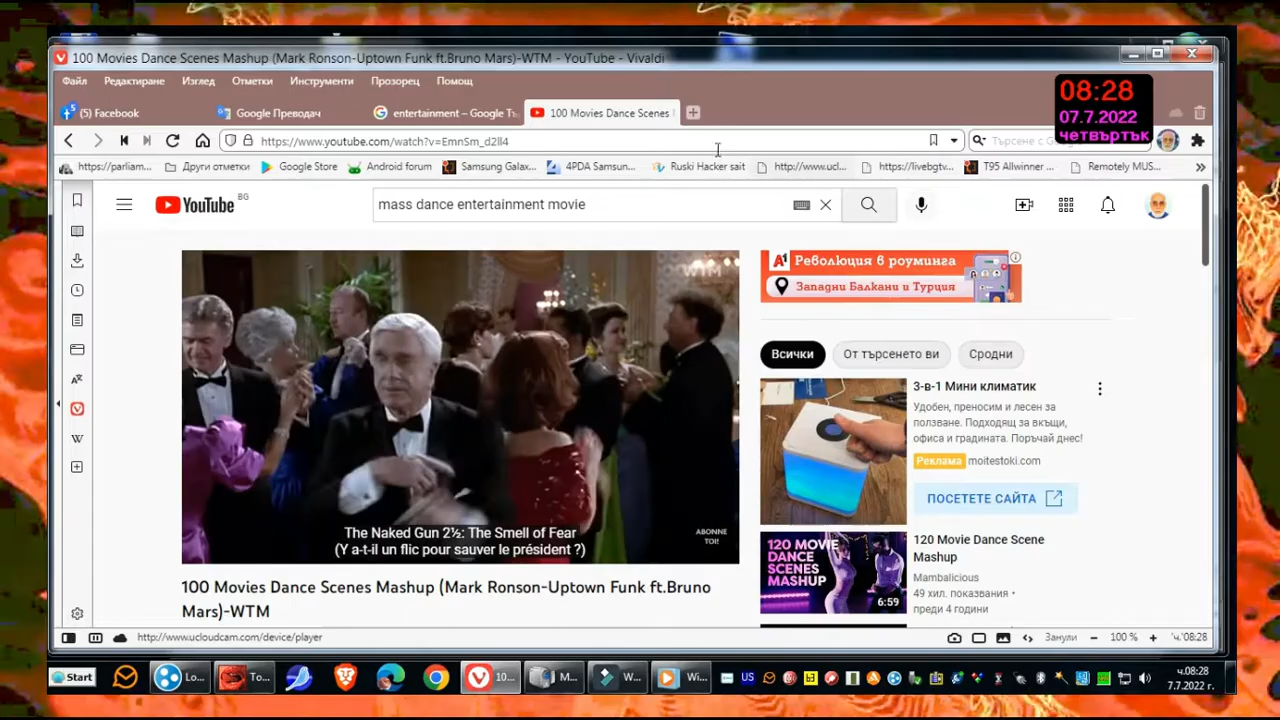 100 Movies Dance Scenes Mashup (Mark Ronson-Uptown Funk ft.Bruno Mars)-WTM - YouTube - Vivaldi
Файл Редактиране Изглед Отметки Инструменти Прозорец Помощ
08:28
07.7.2022
четвъртък
(5) Facebook
Google Преводач
entertainment – Google Т
100 Movies Dance Scenes
https://www.youtube.com/watch?v=EmnSm_d2ll4
Търсене с
https://parliam...
Други отметки
Google Store
Android forum
Samsung Galax...
4PDA Samsun...
Ruski Hacker sait
http://www.ucl...
https://livebgtv...
T95 Allwinner ...
Remotely MUS...
YouTube BG
mass dance entertainment movie
WTM
The Naked Gun 2½: The Smell of Fear
(Y a-t-il un flic pour sauver le président ?)
ABONNE
TOI!
100 Movies Dance Scenes Mashup (Mark Ronson-Uptown Funk ft.Bruno
Mars)-WTM
A1 Революция в роуминга
Западни Балкани и Турция
Всички
От търсенето ви
Сродни
3-в-1 Мини климатик
Удобен, преносим и лесен за
ползване. Подходящ за вкъщи,
офиса и градината. Поръчай днес!
Реклама moitestoki.com
ПОСЕТЕТЕ САЙТА
120 MOVIE
DANCE
SCENES
MASHUP
6:59
120 Movie Dance Scene
Mashup
Mambalicious
49 хил. показвания •
преди 4 години
http://www.ucloudcam.com/device/player
Занули
100 %
ч.'08:28
Start
Lo...
To...
10...
M...
W...
Wi...
US
ч.08:28
7.7.2022 г.